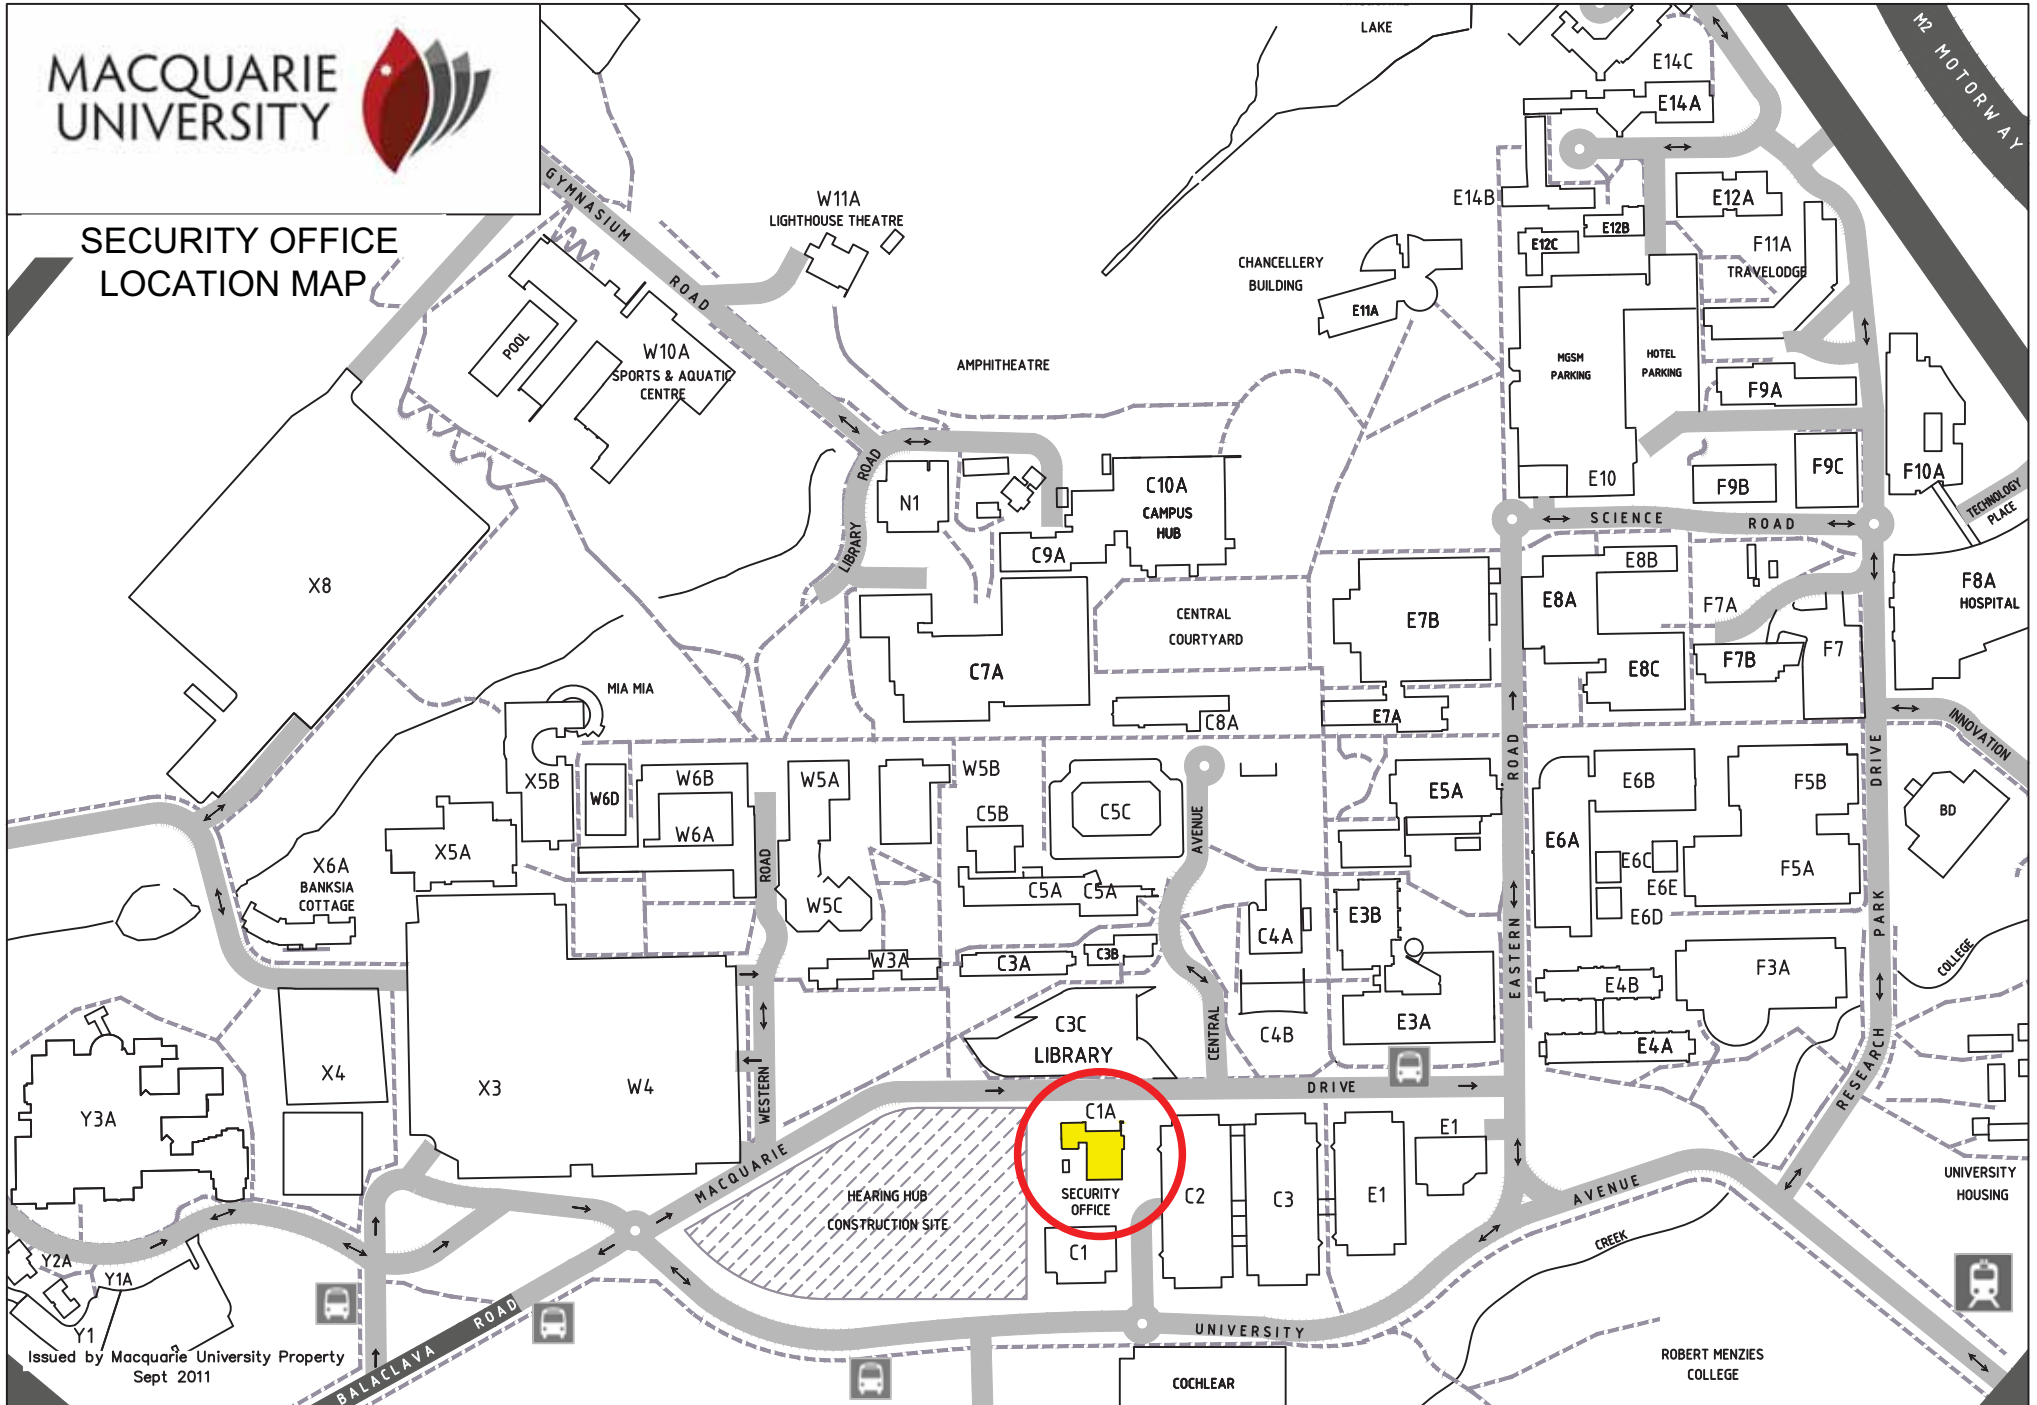 MACQUARIE
UNIVERSITY
SECURITY OFFICE
LOCATION MAP
LAKE
M2 MOTORWAY
E14C
E14A
E14B
E12A
E12B
E12C
F11A
TRAVELODGE
GYMNASIUM
ROAD
W11A
LIGHTHOUSE THEATRE
CHANCELLERY
BUILDING
E11A
POOL
W10A
SPORTS & AQUATIC
CENTRE
AMPHITHEATRE
MGSM
PARKING
HOTEL
PARKING
F9A
F9B
F9C
F10A
E10
TECHNOLOGY
PLACE
LIBRARY
ROAD
N1
C10A
CAMPUS
HUB
C9A
SCIENCE
ROAD
X8
C7A
CENTRAL
COURTYARD
E7B
E8A
E8B
E8C
F7A
F7B
F7
F8A
HOSPITAL
MIA MIA
C8A
E7A
INNOVATION
X5B
W6D
W6B
W6A
W5A
W5B
C5B
C5C
AVENUE
E5A
ROAD
E6B
E6A
E6C
E6E
E6D
F5B
F5A
DRIVE
BD
X5A
X6A
BANKSIA
COTTAGE
ROAD
W5C
C5A
C5A
C4A
E3B
EASTERN
PARK
COLLEGE
W3A
C3A
C3B
E4B
F3A
C3C
LIBRARY
CENTRAL
C4B
E3A
E4A
RESEARCH
Y3A
X4
X3
W4
WESTERN
MACQUARIE
DRIVE
C1A
SECURITY
OFFICE
C1
C2
C3
E1
E1
HEARING HUB
CONSTRUCTION SITE
AVENUE
UNIVERSITY
HOUSING
CREEK
Y2A
Y1A
Y1
BALACLAVA
ROAD
UNIVERSITY
COCHLEAR
ROBERT MENZIES
COLLEGE
Issued by Macquarie University Property
Sept 2011